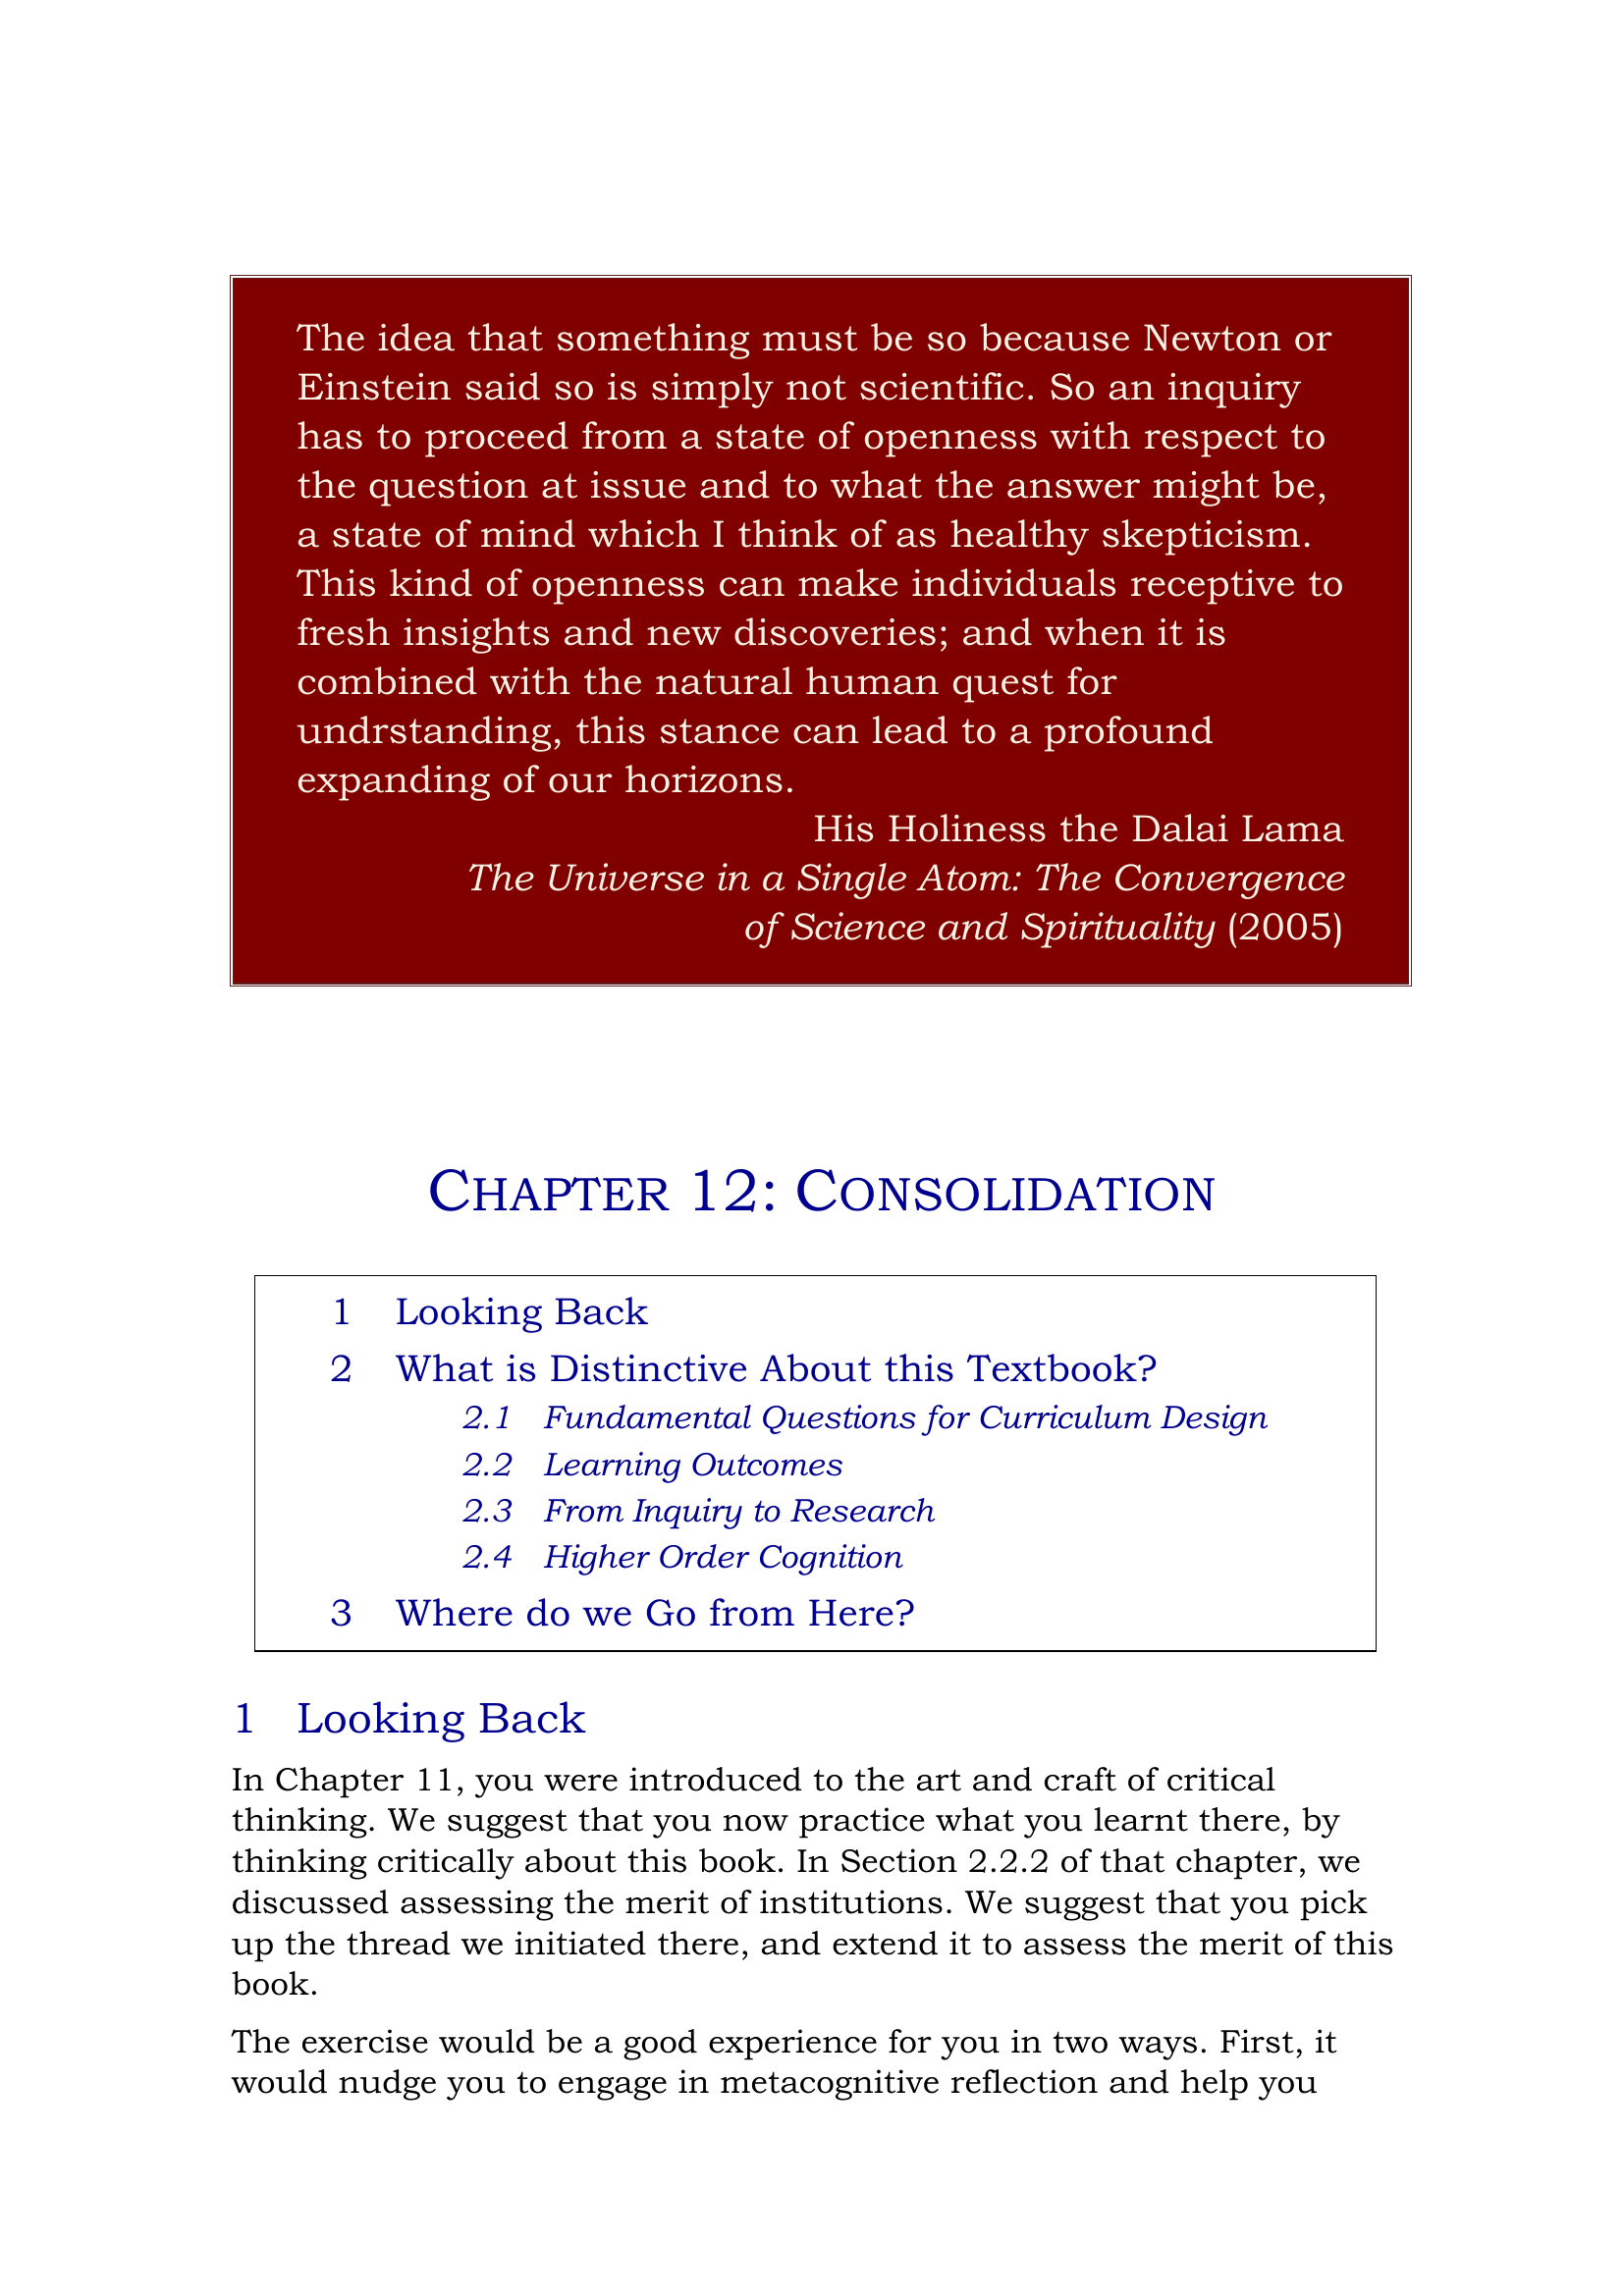 The idea that something must be so because Newton or
Einstein said so is simply not scientific. So an inquiry
has to proceed from a state of openness with respect to
the question at issue and to what the answer might be,
a state of mind which I think of as healthy skepticism.
This kind of openness can make individuals receptive to
fresh insights and new discoveries; and when it is
combined with the natural human quest for
undrstanding, this stance can lead to a profound
expanding of our horizons.
His Holiness the Dalai Lama
The Universe in a Single Atom: The Convergence
of Science and Spirituality (2005)
CHAPTER 12: CONSOLIDATION
1 Looking Back
2 What is Distinctive About this Textbook?
2.1 Fundamental Questions for Curriculum Design
2.2 Learning Outcomes
2.3 From Inquiry to Research
2.4 Higher Order Cognition
3 Where do we Go from Here?
1 Looking Back
In Chapter 11, you were introduced to the art and craft of critical
thinking. We suggest that you now practice what you learnt there, by
thinking critically about this book. In Section 2.2.2 of that chapter, we
discussed assessing the merit of institutions. We suggest that you pick
up the thread we initiated there, and extend it to assess the merit of this
book.
The exercise would be a good experience for you in two ways. First, it
would nudge you to engage in metacognitive reflection and help you